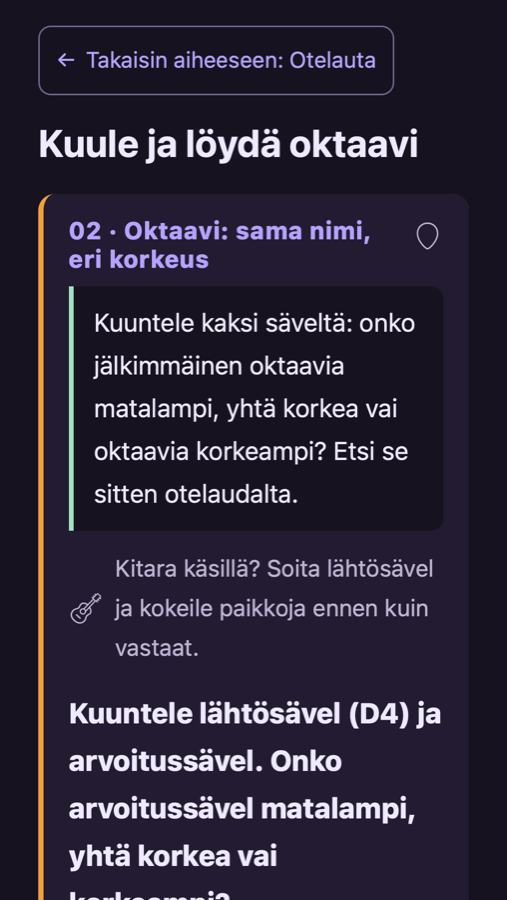 ← Takaisin aiheeseen: Otelauta
Kuule ja löydä oktaavi
02 · Oktaavi: sama nimi,
eri korkeus
Kuuntele kaksi säveltä: onko
jälkimmäinen oktaavia
matalampi, yhtä korkea vai
oktaavia korkeampi? Etsi se
sitten otelaudalta.
Kitara käsillä? Soita lähtösävel
ja kokeile paikkoja ennen kuin
vastaat.
Kuuntele lähtösävel (D4) ja
arvoitussävel. Onko
arvoitussävel matalampi,
yhtä korkea vai
korkeampi?